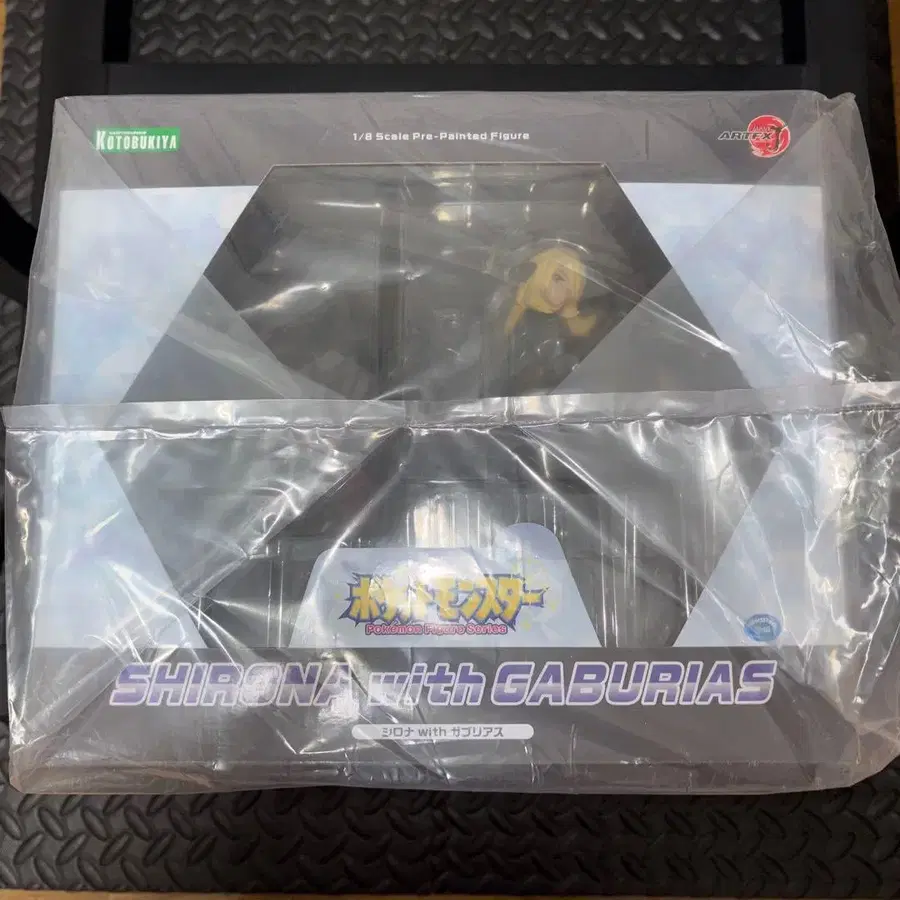 KOTOBUKIYA
1/8 Scale Pre-Painted Figure
ARTFX J
ポケットモンスター
Pokémon Figure Series
SHIRONA with GABURIAS
シロナ with ガブリアス